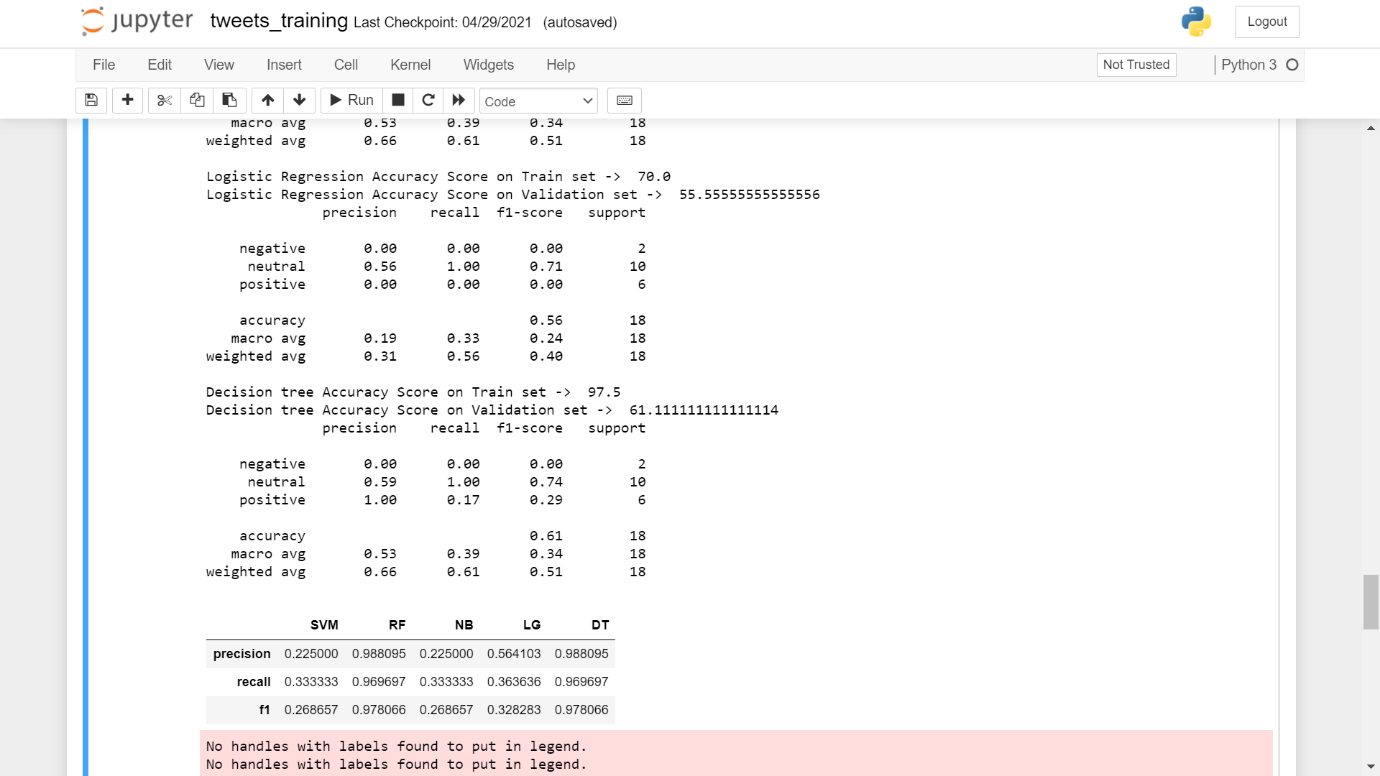 jupyter tweets_training Last Checkpoint: 04/29/2021 (autosaved)
Logout
File Edit View Insert Cell Kernel Widgets Help Not Trusted Python 3
Run Code
macro avg 0.53 0.39 0.34 18
weighted avg 0.66 0.61 0.51 18
Logistic Regression Accuracy Score on Train set -> 70.0
Logistic Regression Accuracy Score on Validation set -> 55.55555555555556
precision recall f1-score support
negative 0.00 0.00 0.00 2
neutral 0.56 1.00 0.71 10
positive 0.00 0.00 0.00 6
accuracy 0.56 18
macro avg 0.19 0.33 0.24 18
weighted avg 0.31 0.56 0.40 18
Decision tree Accuracy Score on Train set -> 97.5
Decision tree Accuracy Score on Validation set -> 61.111111111111114
precision recall f1-score support
negative 0.00 0.00 0.00 2
neutral 0.59 1.00 0.74 10
positive 1.00 0.17 0.29 6
accuracy 0.61 18
macro avg 0.53 0.39 0.34 18
weighted avg 0.66 0.61 0.51 18
SVM RF NB LG DT
precision 0.225000 0.988095 0.225000 0.564103 0.988095
recall 0.333333 0.969697 0.333333 0.363636 0.969697
f1 0.268657 0.978066 0.268657 0.328283 0.978066
No handles with labels found to put in legend.
No handles with labels found to put in legend.